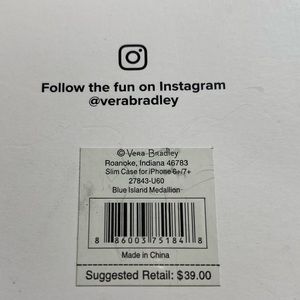 Follow the fun on Instagram
@verabradley
© Vera Bradley
Roanoke, Indiana 46783
Slim Case for iPhone 6+/7+
27843-U60
Blue Island Medallion
8 86003 75184 8
Made in China
Suggested Retail: $39.00